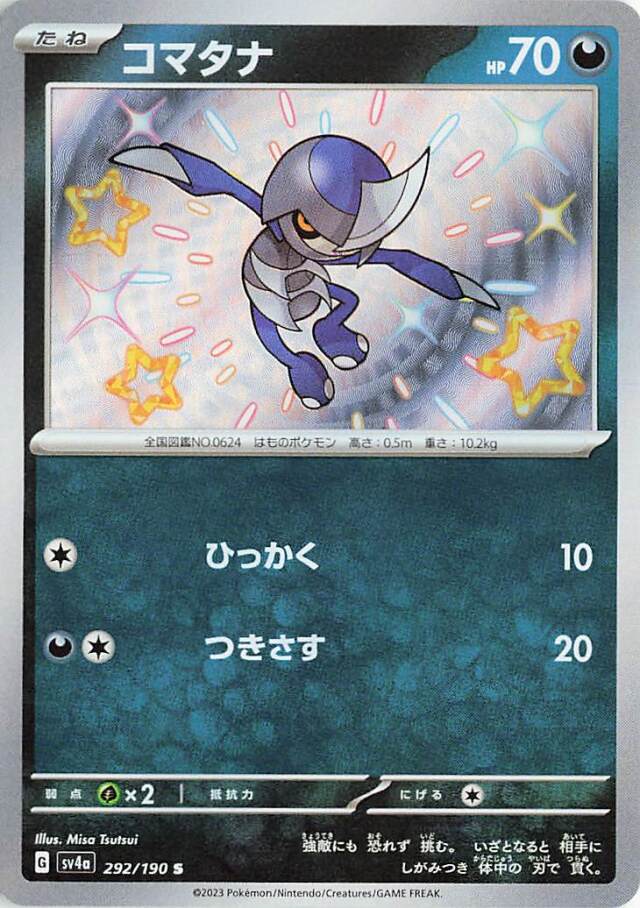 たね
コマタナ
HP70
全国図鑑NO.0624 はものポケモン 高さ:0.5m 重さ:10.2kg
ひっかく 10
つきさす 20
弱点 ×2 抵抗力 にげる
Illus. Misa Tsutsui
G sv4a 292/190 S
強敵にも 恐れず 挑む。 いざとなると 相手に
しがみつき 体中の 刃で 貫く。
©2023 Pokémon/Nintendo/Creatures/GAME FREAK.